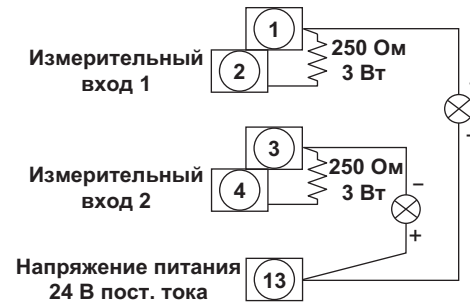 1
Измерительный
вход 1
2
250 Ом
3 Вт
3
Измерительный
вход 2
4
250 Ом
3 Вт
–
+
Напряжение питания
24 В пост. тока
13